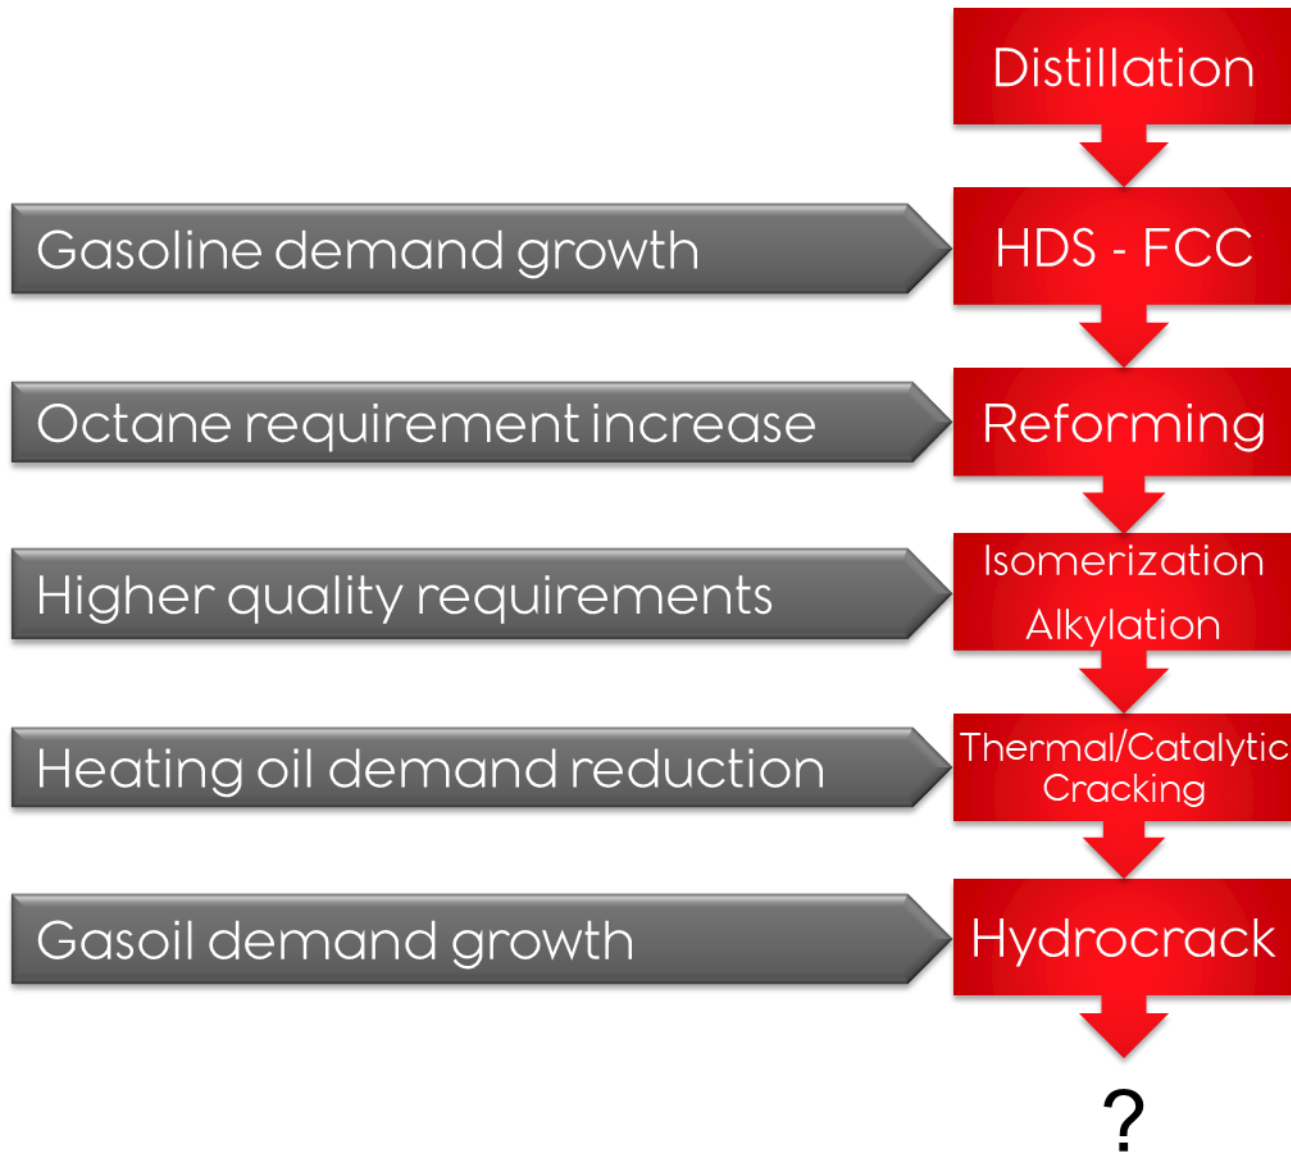 Distillation
Gasoline demand growth
HDS - FCC
Octane requirement increase
Reforming
Higher quality requirements
Isomerization
Alkylation
Heating oil demand reduction
Thermal/Catalytic
Cracking
Gasoil demand growth
Hydrocrack
?